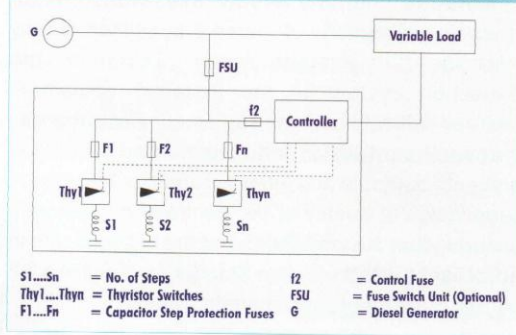 G
Variable Load
FSU
f2
Controller
F1
F2
Fn
Thy1
Thy2
Thyn
S1
S2
Sn
S1....Sn = No. of Steps
Thy1....Thyn = Thyristor Switches
F1....Fn = Capacitor Step Protection Fuses
f2 = Control Fuse
FSU = Fuse Switch Unit (Optional)
G = Diesel Generator